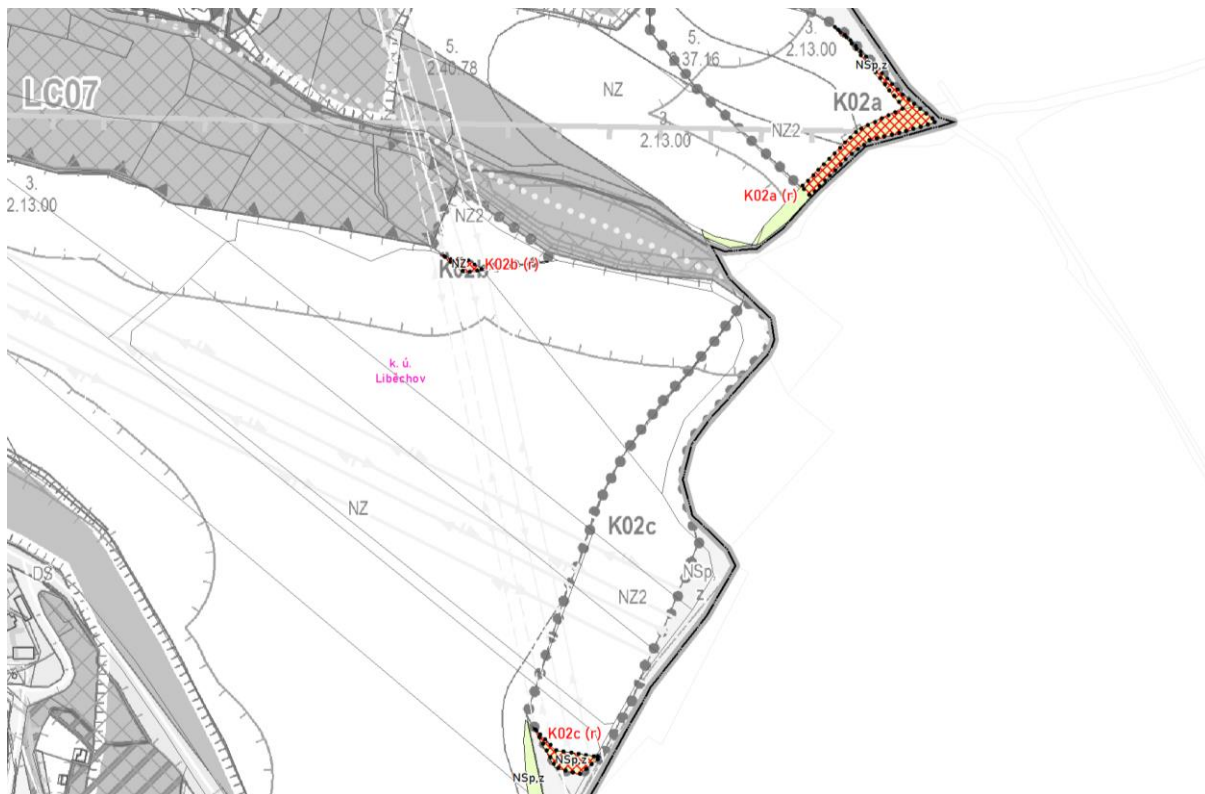 5.
2.40.78
5.
37.16
3.
2.13.00
NSp,z
LC07
NZ
K02a
3.
2.13.00
NZ2
3.
2.13.00
K02a (r)
NZ2
NZ
K02b
K02b (r)
k. ú.
Liběchov
NZ
K02c
DS
NSp,
z
NZ2
K02c (r)
NSp,z
NSp,z